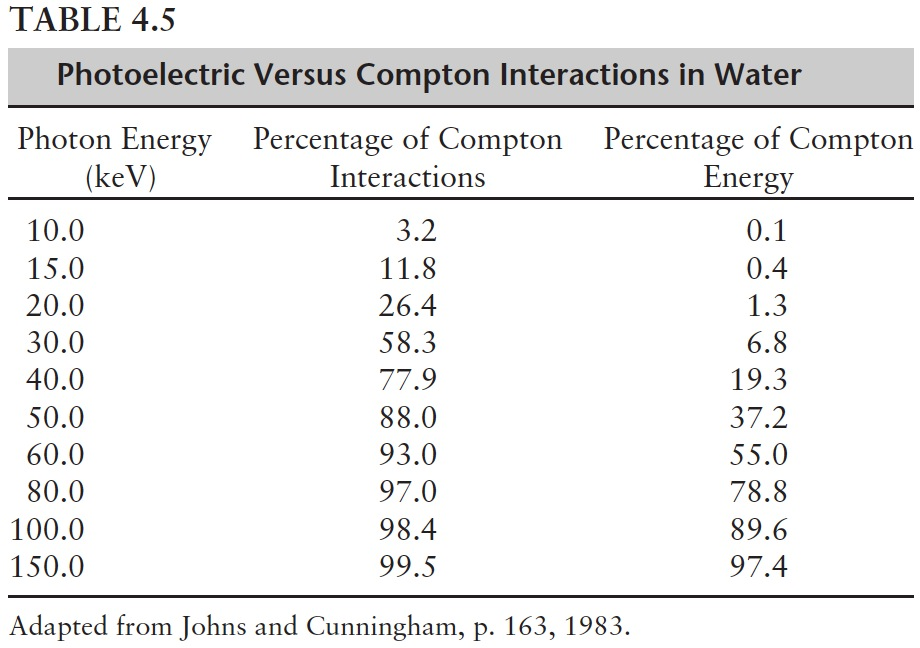 TABLE 4.5
Photoelectric Versus Compton Interactions in Water
Photon Energy (keV) Percentage of Compton Interactions Percentage of Compton Energy
10.0 3.2 0.1
15.0 11.8 0.4
20.0 26.4 1.3
30.0 58.3 6.8
40.0 77.9 19.3
50.0 88.0 37.2
60.0 93.0 55.0
80.0 97.0 78.8
100.0 98.4 89.6
150.0 99.5 97.4
Adapted from Johns and Cunningham, p. 163, 1983.